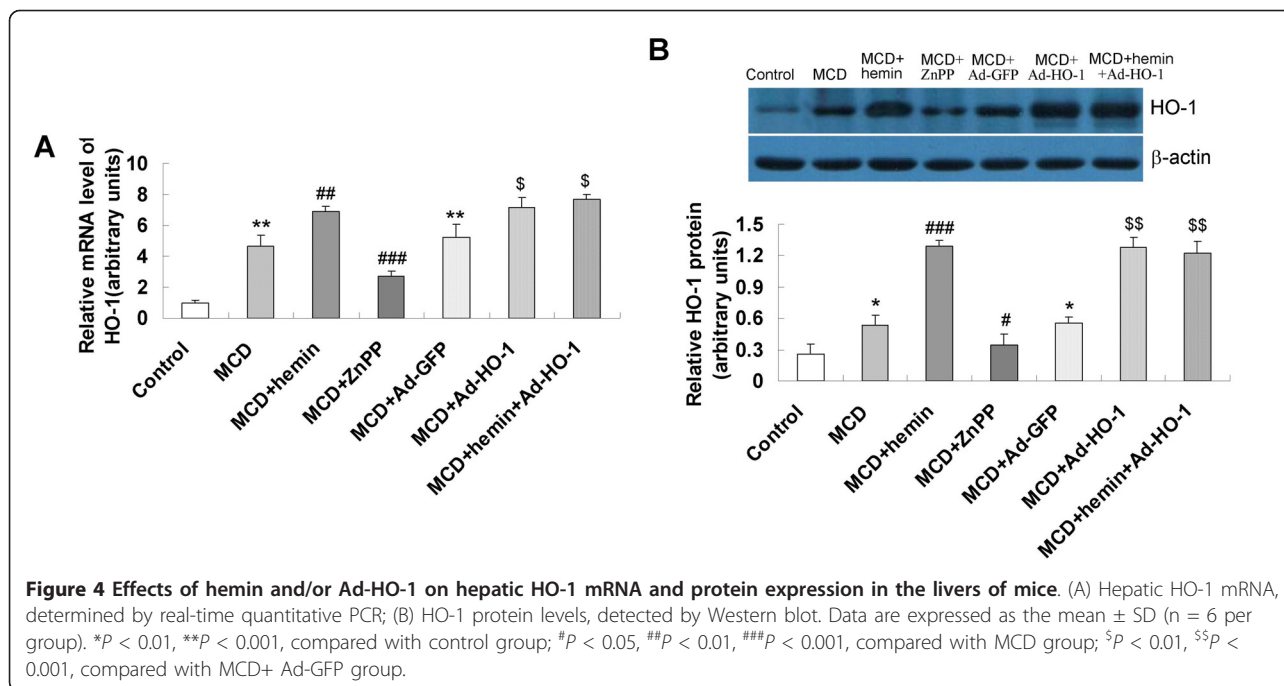 A
Relative mRNA level of
HO-1(arbitrary units)
10
8
6
4
2
0
**
##
###
**
$
$
Control
MCD
MCD+hemin
MCD+ZnPP
MCD+Ad-GFP
MCD+Ad-HO-1
MCD+hemin+Ad-HO-1
B
Control
MCD
MCD+
hemin
MCD+
ZnPP
MCD+
Ad-GFP
MCD+
Ad-HO-1
MCD+hemin
+Ad-HO-1
HO-1
β-actin
Relative HO-1 protein
(arbitrary units)
1.5
1.2
0.9
0.6
0.3
0
*
###
#
*
$$
$$
Control
MCD
MCD+hemin
MCD+ZnPP
MCD+Ad-GFP
MCD+Ad-HO-1
MCD+hemin+Ad-HO-1
Figure 4 Effects of hemin and/or Ad-HO-1 on hepatic HO-1 mRNA and protein expression in the livers of mice. (A) Hepatic HO-1 mRNA,
determined by real-time quantitative PCR; (B) HO-1 protein levels, detected by Western blot. Data are expressed as the mean ± SD (n = 6 per
group). *P < 0.01, **P < 0.001, compared with control group; #P < 0.05, ##P < 0.01, ###P < 0.001, compared with MCD group; $P < 0.01, $$P <
0.001, compared with MCD+ Ad-GFP group.